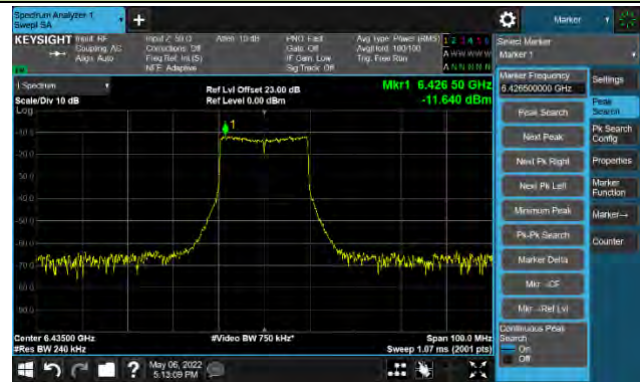 Spectrum Analyzer 1
Swept SA
+
Marker
KEYSIGHT Input: RF
Coupling: AC
Align: Auto
Input Z: 50 Ω
Corrections: Off
Freq Ref: Int (S)
NFE: Adaptive
Atten: 10 dB
PNO: Fast
Gate: Off
IF Gain: Low
Sig Track: Off
Avg Type: Power (RMS)
Avg|Hold: 100/100
Trig: Free Run
1 2 3 4 5 6
A W W W W W
A N N N N N
Select Marker
Marker 1
1 Spectrum
Scale/Div 10 dB
Log
Ref Lvl Offset 23.00 dB
Ref Level 0.00 dBm
Mkr1 6.426 50 GHz
-11.640 dBm
1
-10.0
-30.0
-40.0
-50.0
-60.0
-80.0
-90.0
Center 6.43500 GHz
#Res BW 240 kHz
#Video BW 750 kHz*
Span 100.0 MHz
Sweep 1.07 ms (2001 pts)
Marker Frequency
6.426500000 GHz
Peak Search
Next Peak
Next Pk Right
Next Pk Left
Minimum Peak
Pk-Pk Search
Marker Delta
Mkr→CF
Mkr→Ref Lvl
Continuous Peak
Search
On
Off
Settings
Peak
Search
Pk Search
Config
Properties
Marker
Function
Marker→
Counter
?
May 06, 2022
5:13:09 PM